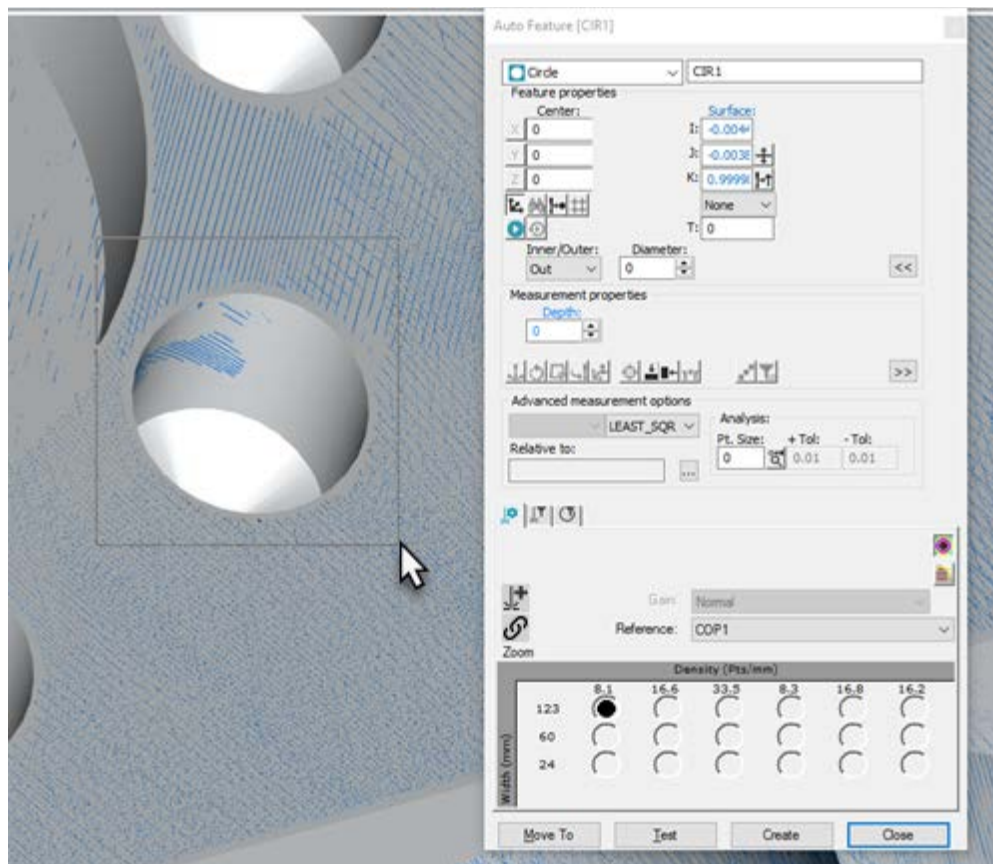 Auto Feature [CIR1]
Circle CIR1
Feature properties
Center: Surface:
X 0 I: -0.004
Y 0 J: -0.0038
Z 0 K: 0.9999
None
T: 0
Inner/Outer: Diameter:
Out 0 <<
Measurement properties
Depth:
0
>>
Advanced measurement options
LEAST_SQR Analysis:
Pt. Size: + Tol: - Tol:
Relative to: 0 0.01 0.01
...
Gain: Normal
Reference: COP1
Zoom
Density (Pts/mm)
8.1 16.6 33.5 8.3 16.8 16.2
123
60
24
Width (mm)
Move To Test Create Close